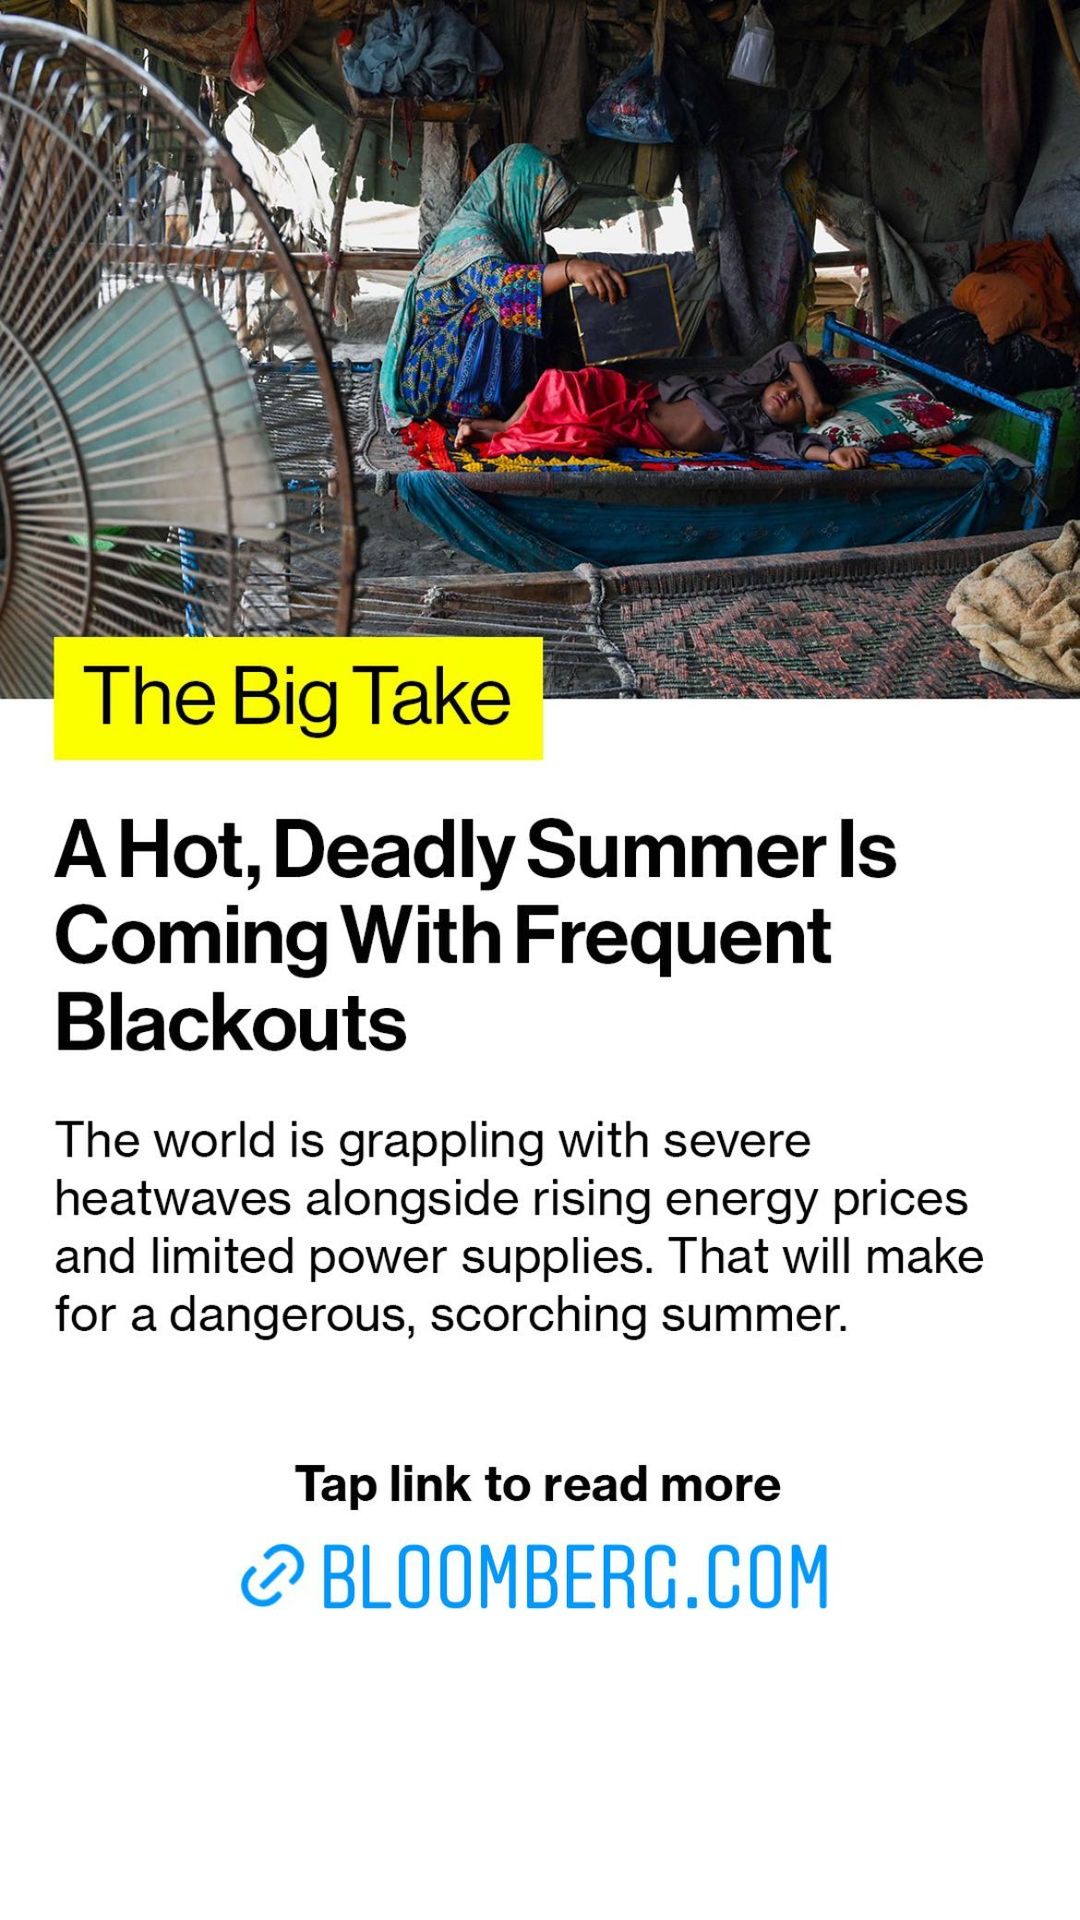 The Big Take
A Hot, Deadly Summer Is
Coming With Frequent
Blackouts
The world is grappling with severe
heatwaves alongside rising energy prices
and limited power supplies. That will make
for a dangerous, scorching summer.
Tap link to read more
BLOOMBERG.COM